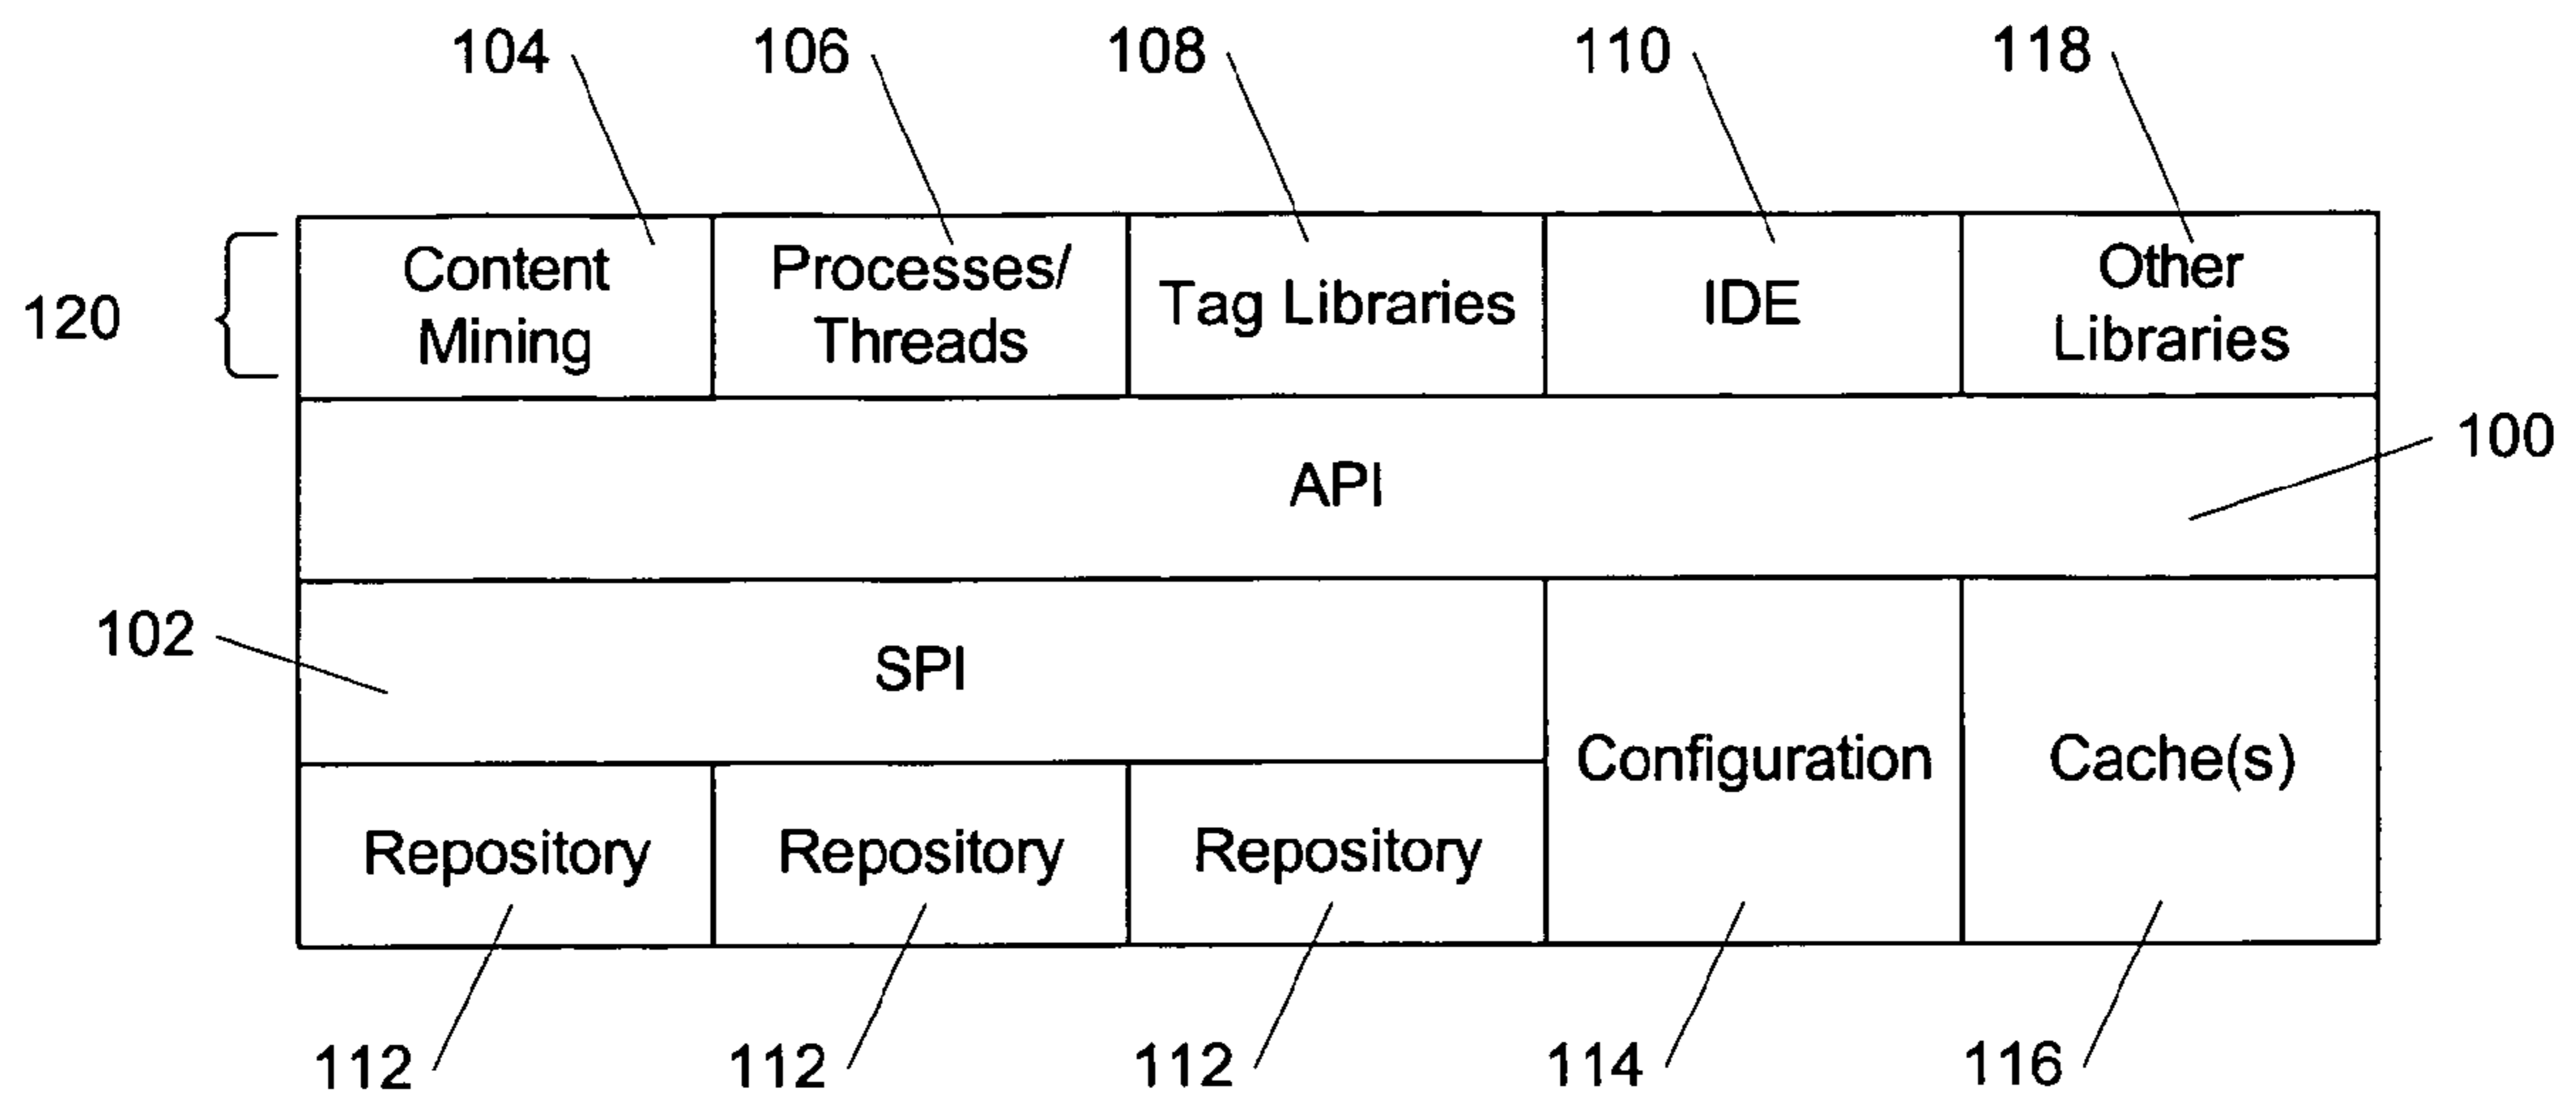 104
106
108
110
118
120
Content
Mining
Processes/
Threads
Tag Libraries
IDE
Other
Libraries
API
100
102
SPI
Configuration
Cache(s)
Repository
Repository
Repository
112
112
112
114
116